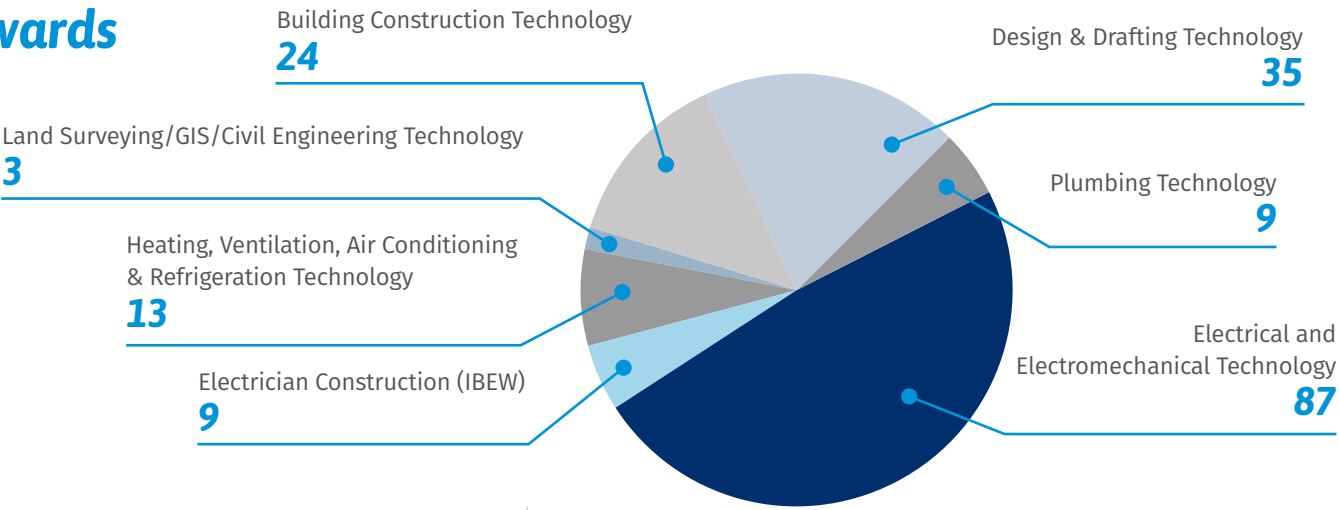 Building Construction Technology
24
Design & Drafting Technology
35
Land Surveying/GIS/Civil Engineering Technology
3
Plumbing Technology
9
Heating, Ventilation, Air Conditioning
& Refrigeration Technology
13
Electrical and
Electromechanical Technology
87
Electrician Construction (IBEW)
9